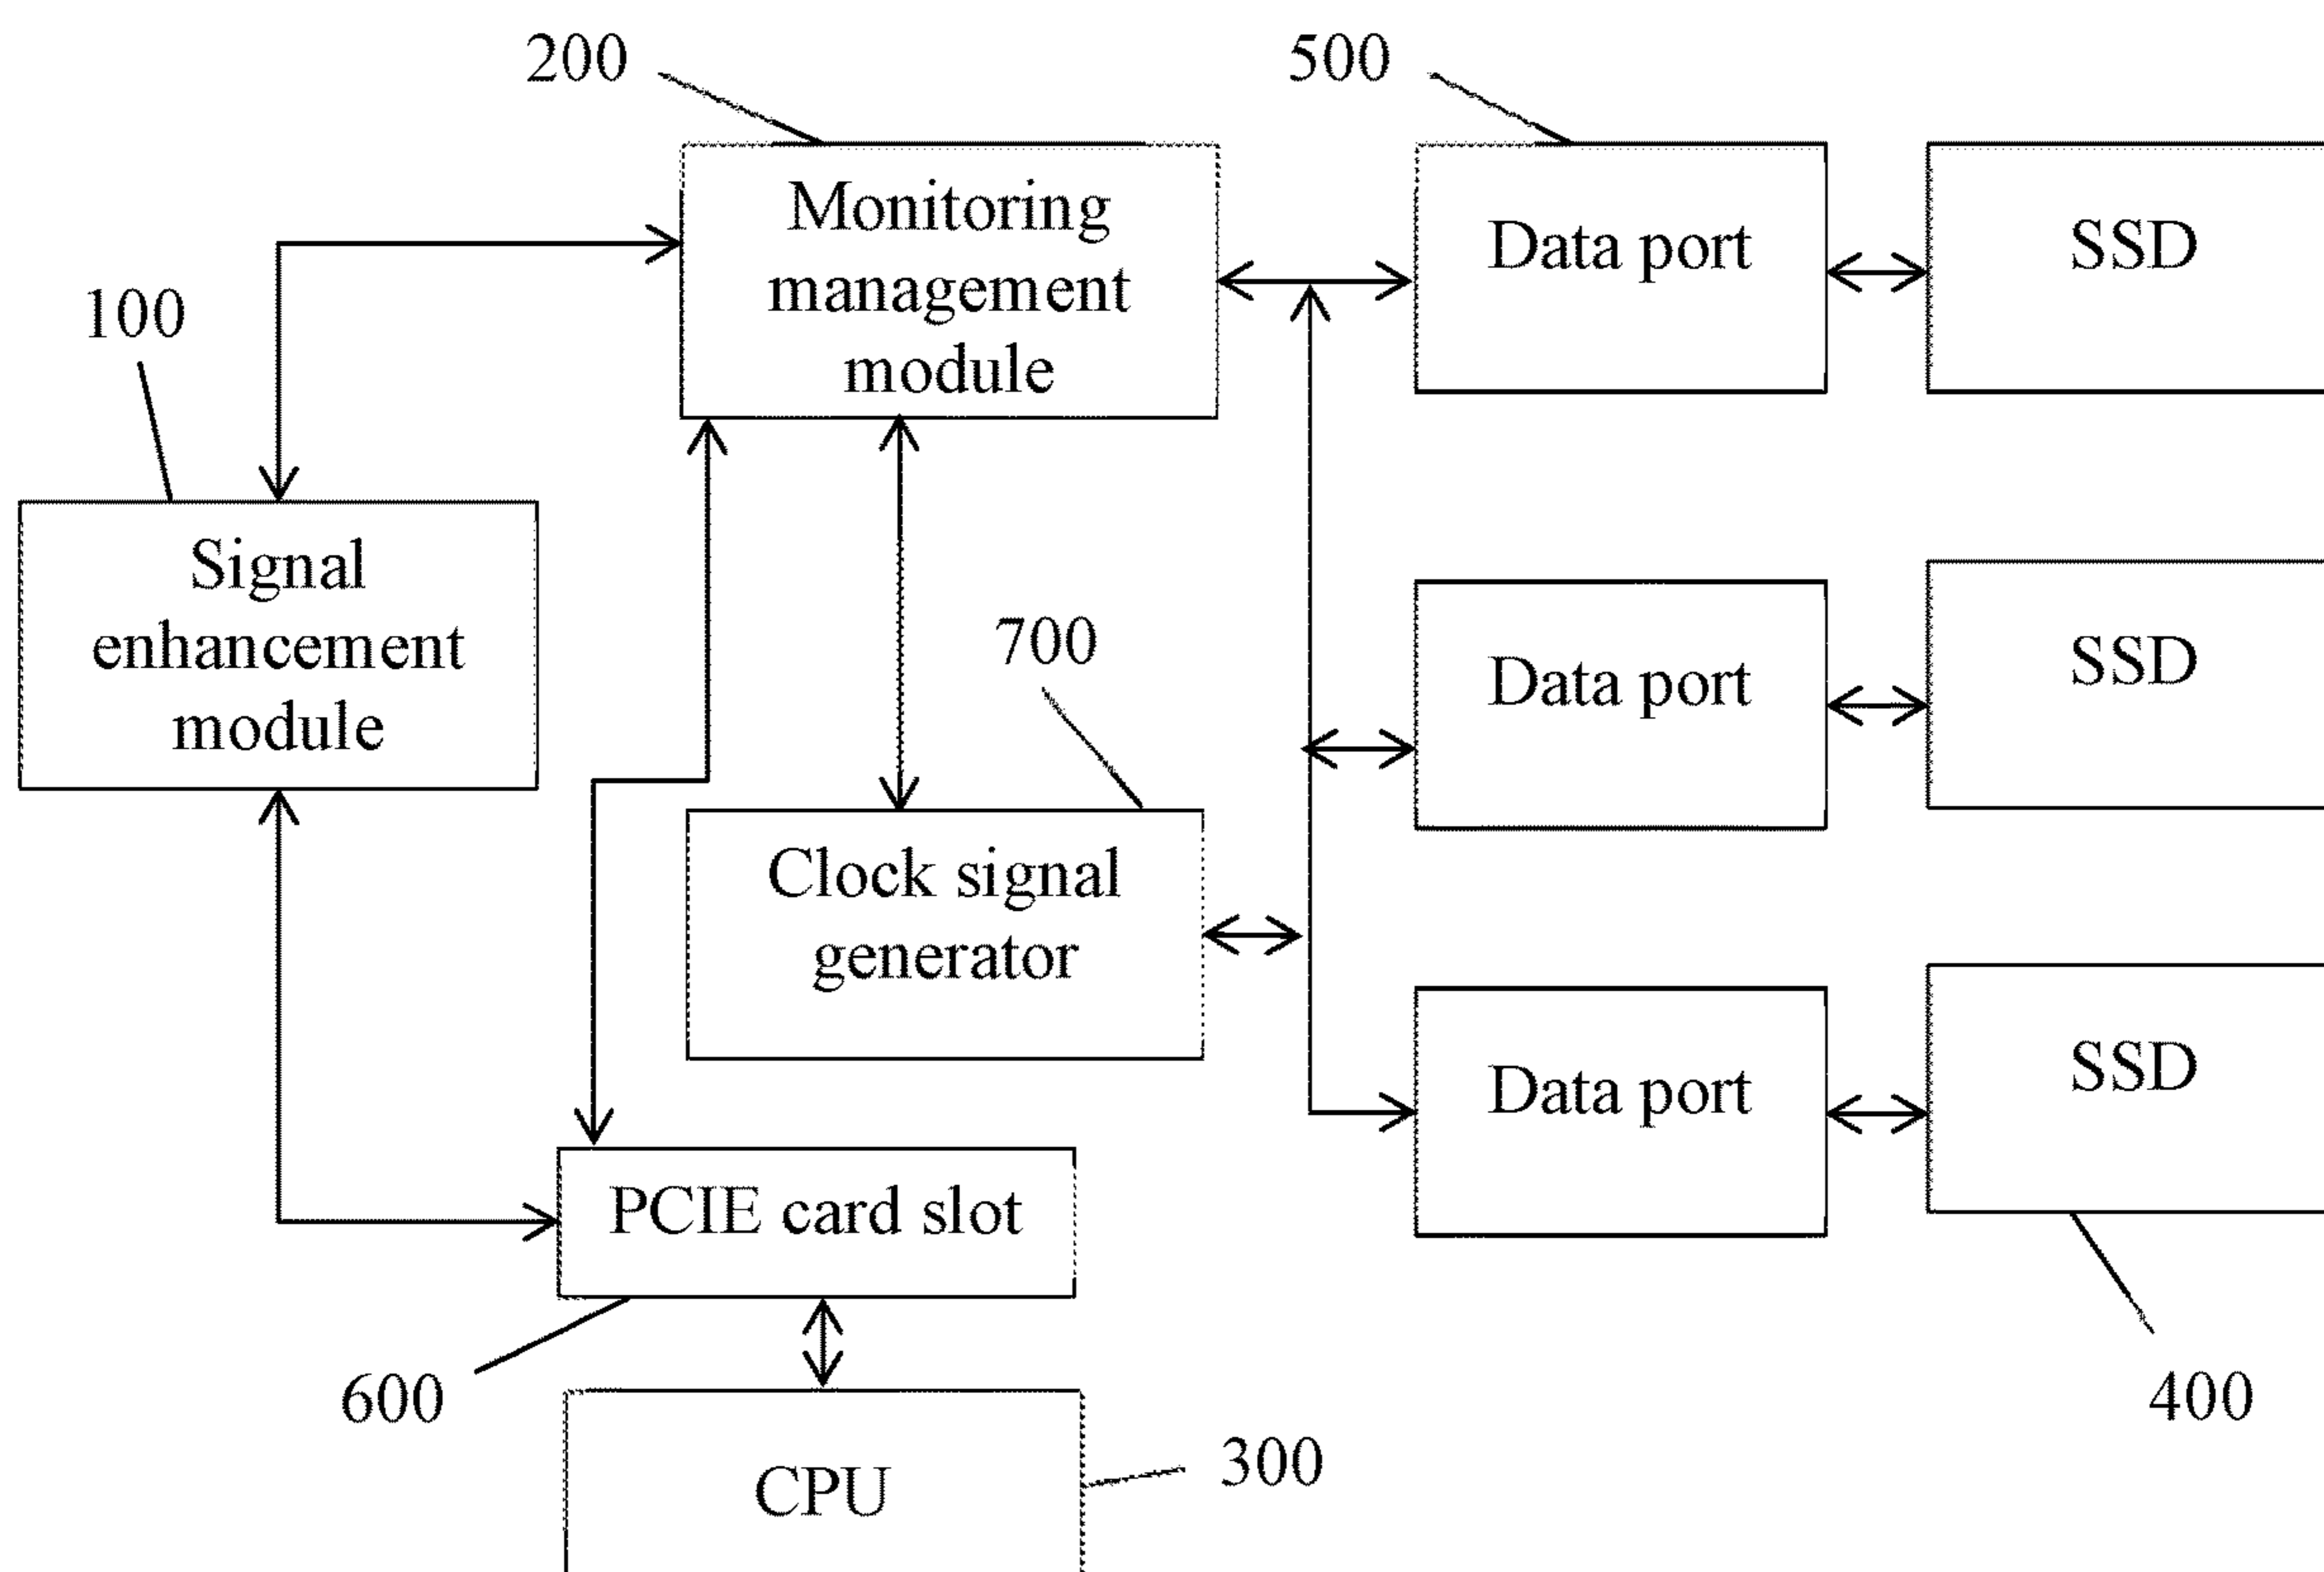 200
500
Monitoring
management
module
Data port
SSD
100
Signal
enhancement
module
700
Data port
SSD
Clock signal
generator
Data port
SSD
PCIE card slot
600
400
CPU
300